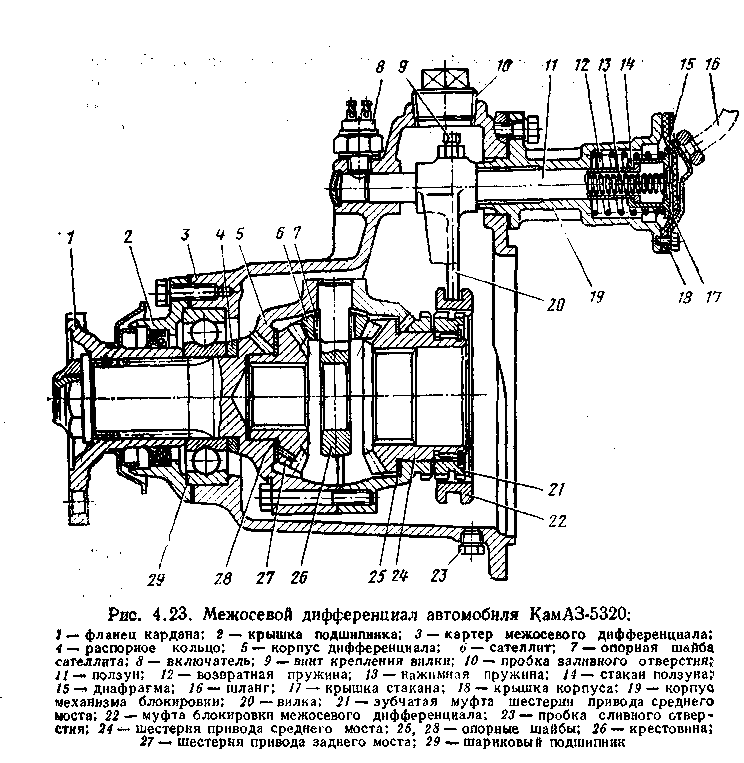 8 9 10 11 12 13 14 15 16
1 2 3 4 5 6 7
20 19 18 17
21
22
29 28 27 26 25 24 23
Рис. 4.23. Межосевой дифференциал автомобиля КамАЗ-5320:
1 — фланец кардана; 2 — крышка подшипника; 3 — картер межосевого дифференциала;
4 — распорное кольцо; 5 — корпус дифференциала; 6 — сателлит; 7 — опорная шайба
сателлита; 8 — включатель; 9 — винт крепления вилки; 10 — пробка заливного отверстия;
11 — ползун; 12 — возвратная пружина; 13 — нажимная пружина; 14 — стакан ползуна;
15 — диафрагма; 16 — шланг; 17 — крышка стакана; 18 — крышка корпуса; 19 — корпус
механизма блокировки; 20 — вилка; 21 — зубчатая муфта шестерни привода среднего
моста; 22 — муфта блокировки межосевого дифференциала; 23 — пробка сливного отвер-
стия; 24 — шестерня привода среднего моста; 25, 28 — опорные шайбы; 26 — крестовина;
27 — шестерня привода заднего моста; 29 — шариковый подшипник